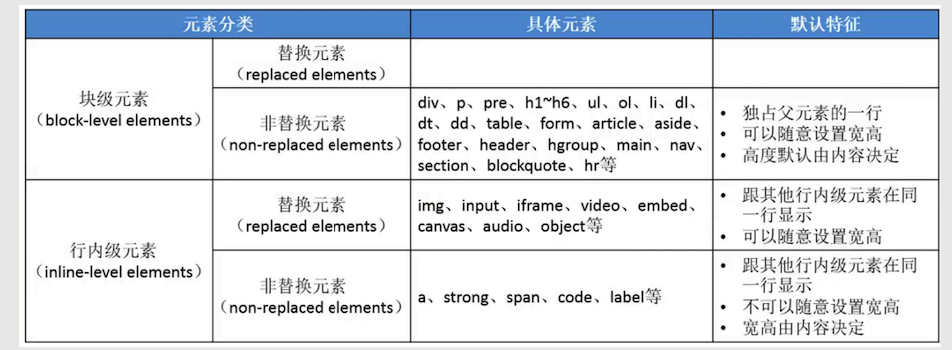 元素分类
具体元素
默认特征
块级元素
(block-level elements)
替换元素
(replaced elements)
非替换元素
(non-replaced elements)
div、p、pre、h1~h6、ul、ol、li、dl、
dt、dd、table、form、article、aside、
footer、header、hgroup、main、nav、
section、blockquote、hr等
• 独占父元素的一行
• 可以随意设置宽高
• 高度默认由内容决定
行内级元素
(inline-level elements)
替换元素
(replaced elements)
img、input、iframe、video、embed、
canvas、audio、object等
• 跟其他行内级元素在同
一行显示
• 可以随意设置宽高
非替换元素
(non-replaced elements)
a、strong、span、code、label等
• 跟其他行内级元素在同
一行显示
• 不可以随意设置宽高
• 宽高由内容决定